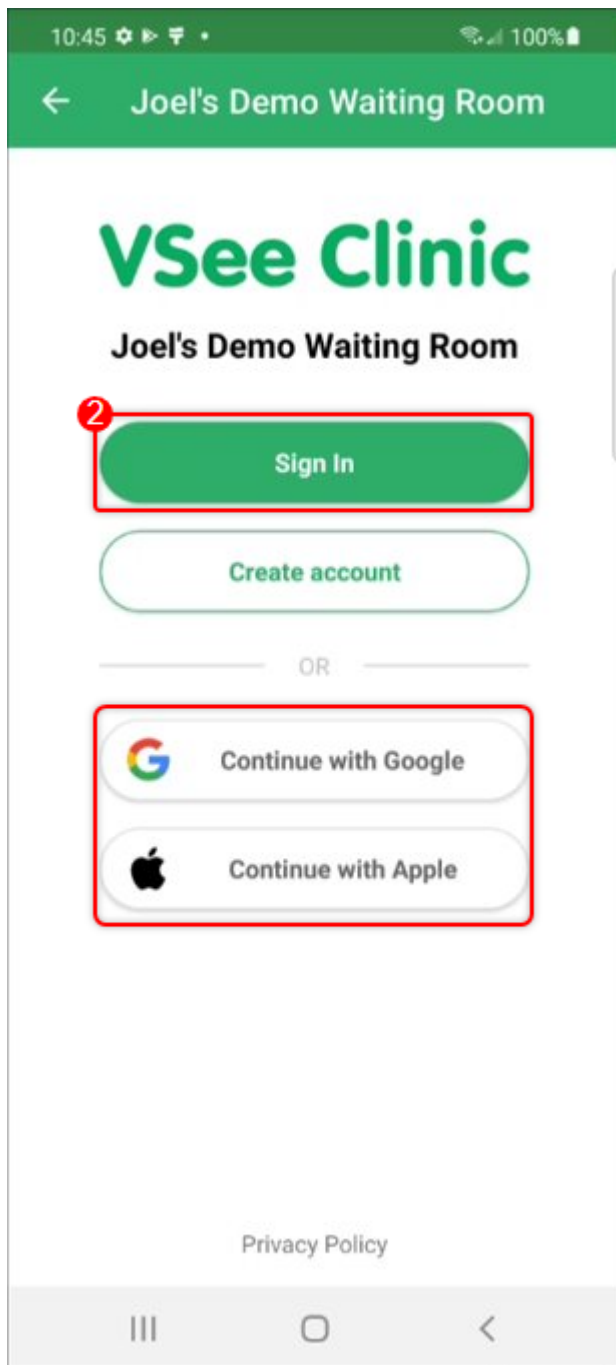 10:45 100%
Joel's Demo Waiting Room
VSee Clinic
Joel's Demo Waiting Room
2
Sign In
Create account
OR
Continue with Google
Continue with Apple
Privacy Policy